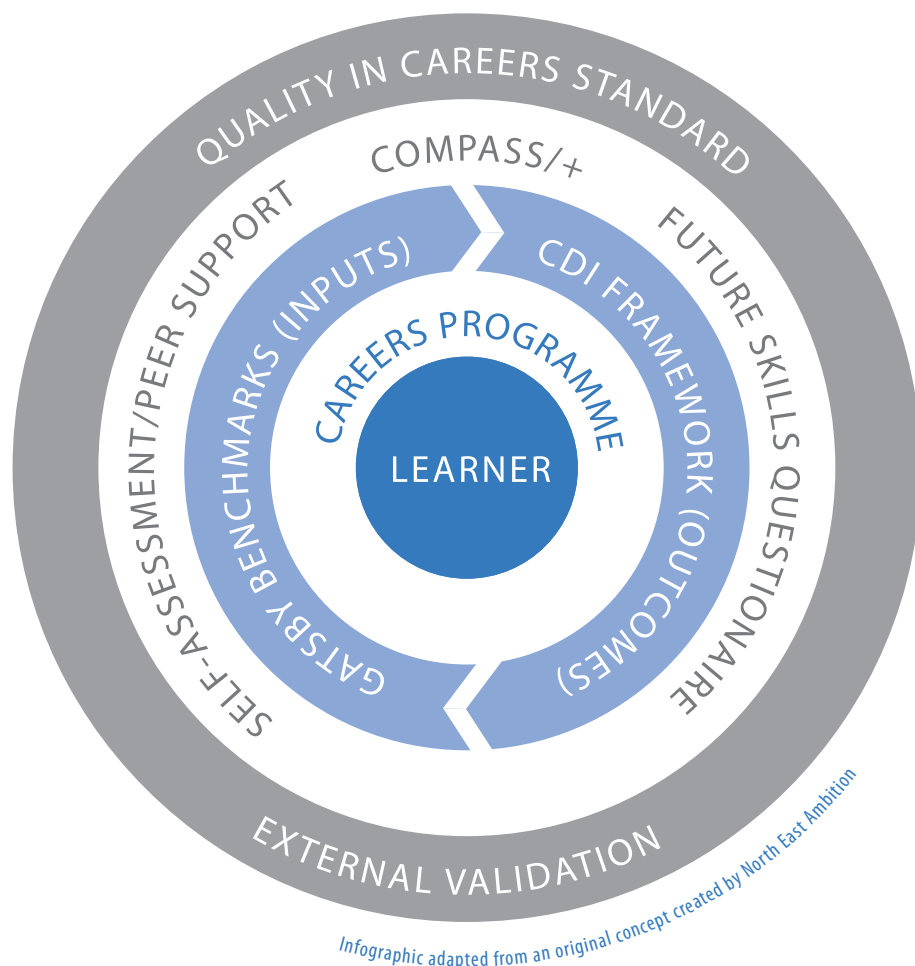 QUALITY IN CAREERS STANDARD
COMPASS/+
SELF-ASSESSMENT/PEER SUPPORT
FUTURE SKILLS QUESTIONAIRE
GATSBY BENCHMARKS (INPUTS)
CDI FRAMEWORK (OUTCOMES)
CAREERS PROGRAMME
LEARNER
EXTERNAL VALIDATION
Infographic adapted from an original concept created by North East Ambition